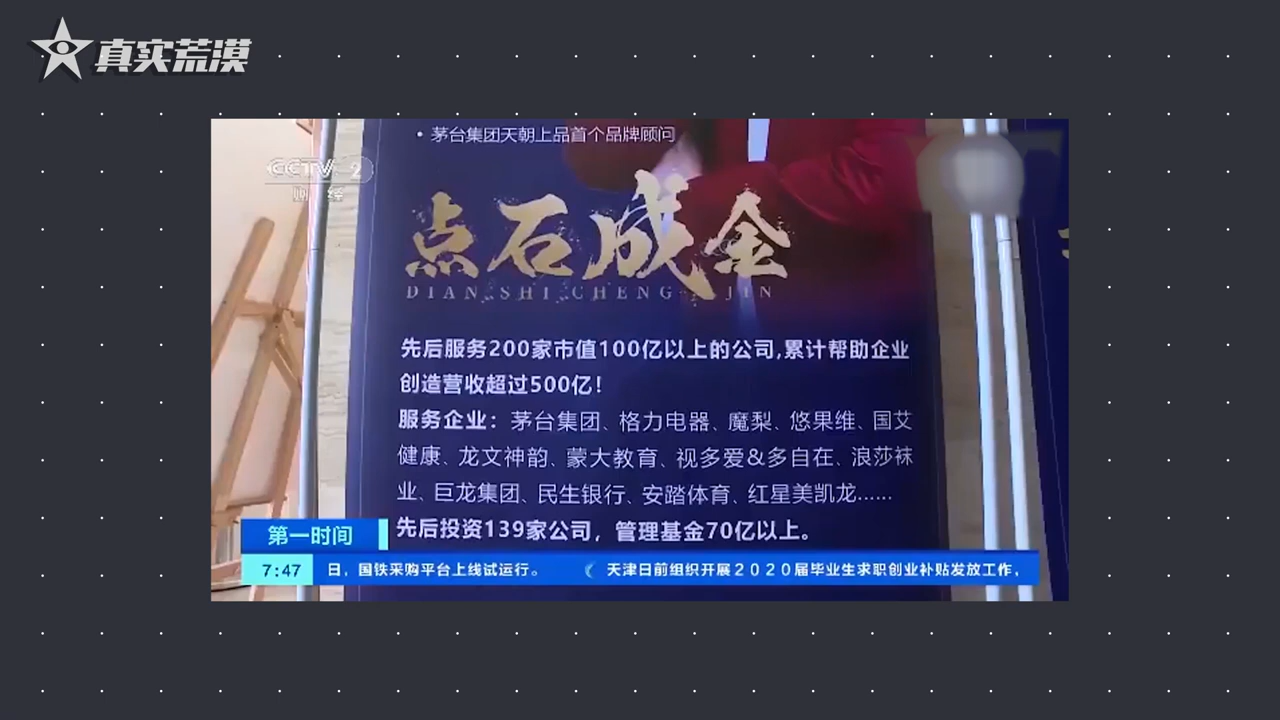 真实荒漠
• 茅台集团天朝上品首个品牌顾问
CCTV 2
财经
点石成金
DIAN SHI CHENG JIN
先后服务200家市值100亿以上的公司,累计帮助企业
创造营收超过500亿!
服务企业：茅台集团、格力电器、魔梨、悠果维、国艾
健康、龙文神韵、蒙大教育、视多爱&多自在、浪莎袜
业、巨龙集团、民生银行、安踏体育、红星美凯龙......
先后投资139家公司，管理基金70亿以上。
第一时间
7:47 日，国铁采购平台上线试运行。 天津日前组织开展2020届毕业生求职创业补贴发放工作，